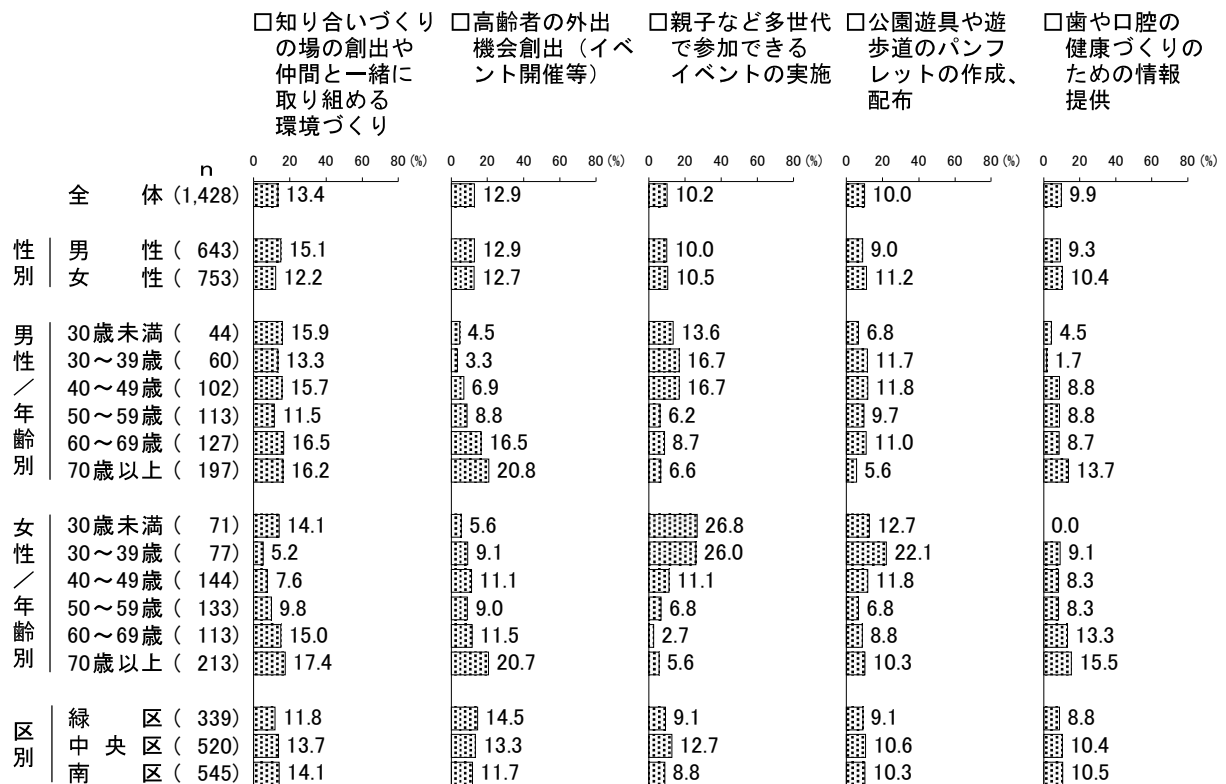 □知り合いづくりの場の創出や仲間と一緒に取り組める環境づくり
□高齢者の外出機会創出（イベント開催等）
□親子など多世代で参加できるイベントの実施
□公園遊具や遊歩道のパンフレットの作成、配布
□歯や口腔の健康づくりのための情報提供
n
0 20 40 60 80 (%) 0 20 40 60 80 (%) 0 20 40 60 80 (%) 0 20 40 60 80 (%) 0 20 40 60 80 (%)
全体 (1,428) 13.4 12.9 10.2 10.0 9.9
性別
男性 ( 643) 15.1 12.9 10.0 9.0 9.3
女性 ( 753) 12.2 12.7 10.5 11.2 10.4
男性／年齢別
30歳未満 ( 44) 15.9 4.5 13.6 6.8 4.5
30～39歳 ( 60) 13.3 3.3 16.7 11.7 1.7
40～49歳 ( 102) 15.7 6.9 16.7 11.8 8.8
50～59歳 ( 113) 11.5 8.8 6.2 9.7 8.8
60～69歳 ( 127) 16.5 16.5 8.7 11.0 8.7
70歳以上 ( 197) 16.2 20.8 6.6 5.6 13.7
女性／年齢別
30歳未満 ( 71) 14.1 5.6 26.8 12.7 0.0
30～39歳 ( 77) 5.2 9.1 26.0 22.1 9.1
40～49歳 ( 144) 7.6 11.1 11.1 11.8 8.3
50～59歳 ( 133) 9.8 9.0 6.8 6.8 8.3
60～69歳 ( 113) 15.0 11.5 2.7 8.8 13.3
70歳以上 ( 213) 17.4 20.7 5.6 10.3 15.5
区別
緑区 ( 339) 11.8 14.5 9.1 9.1 8.8
中央区 ( 520) 13.7 13.3 12.7 10.6 10.4
南区 ( 545) 14.1 11.7 8.8 10.3 10.5